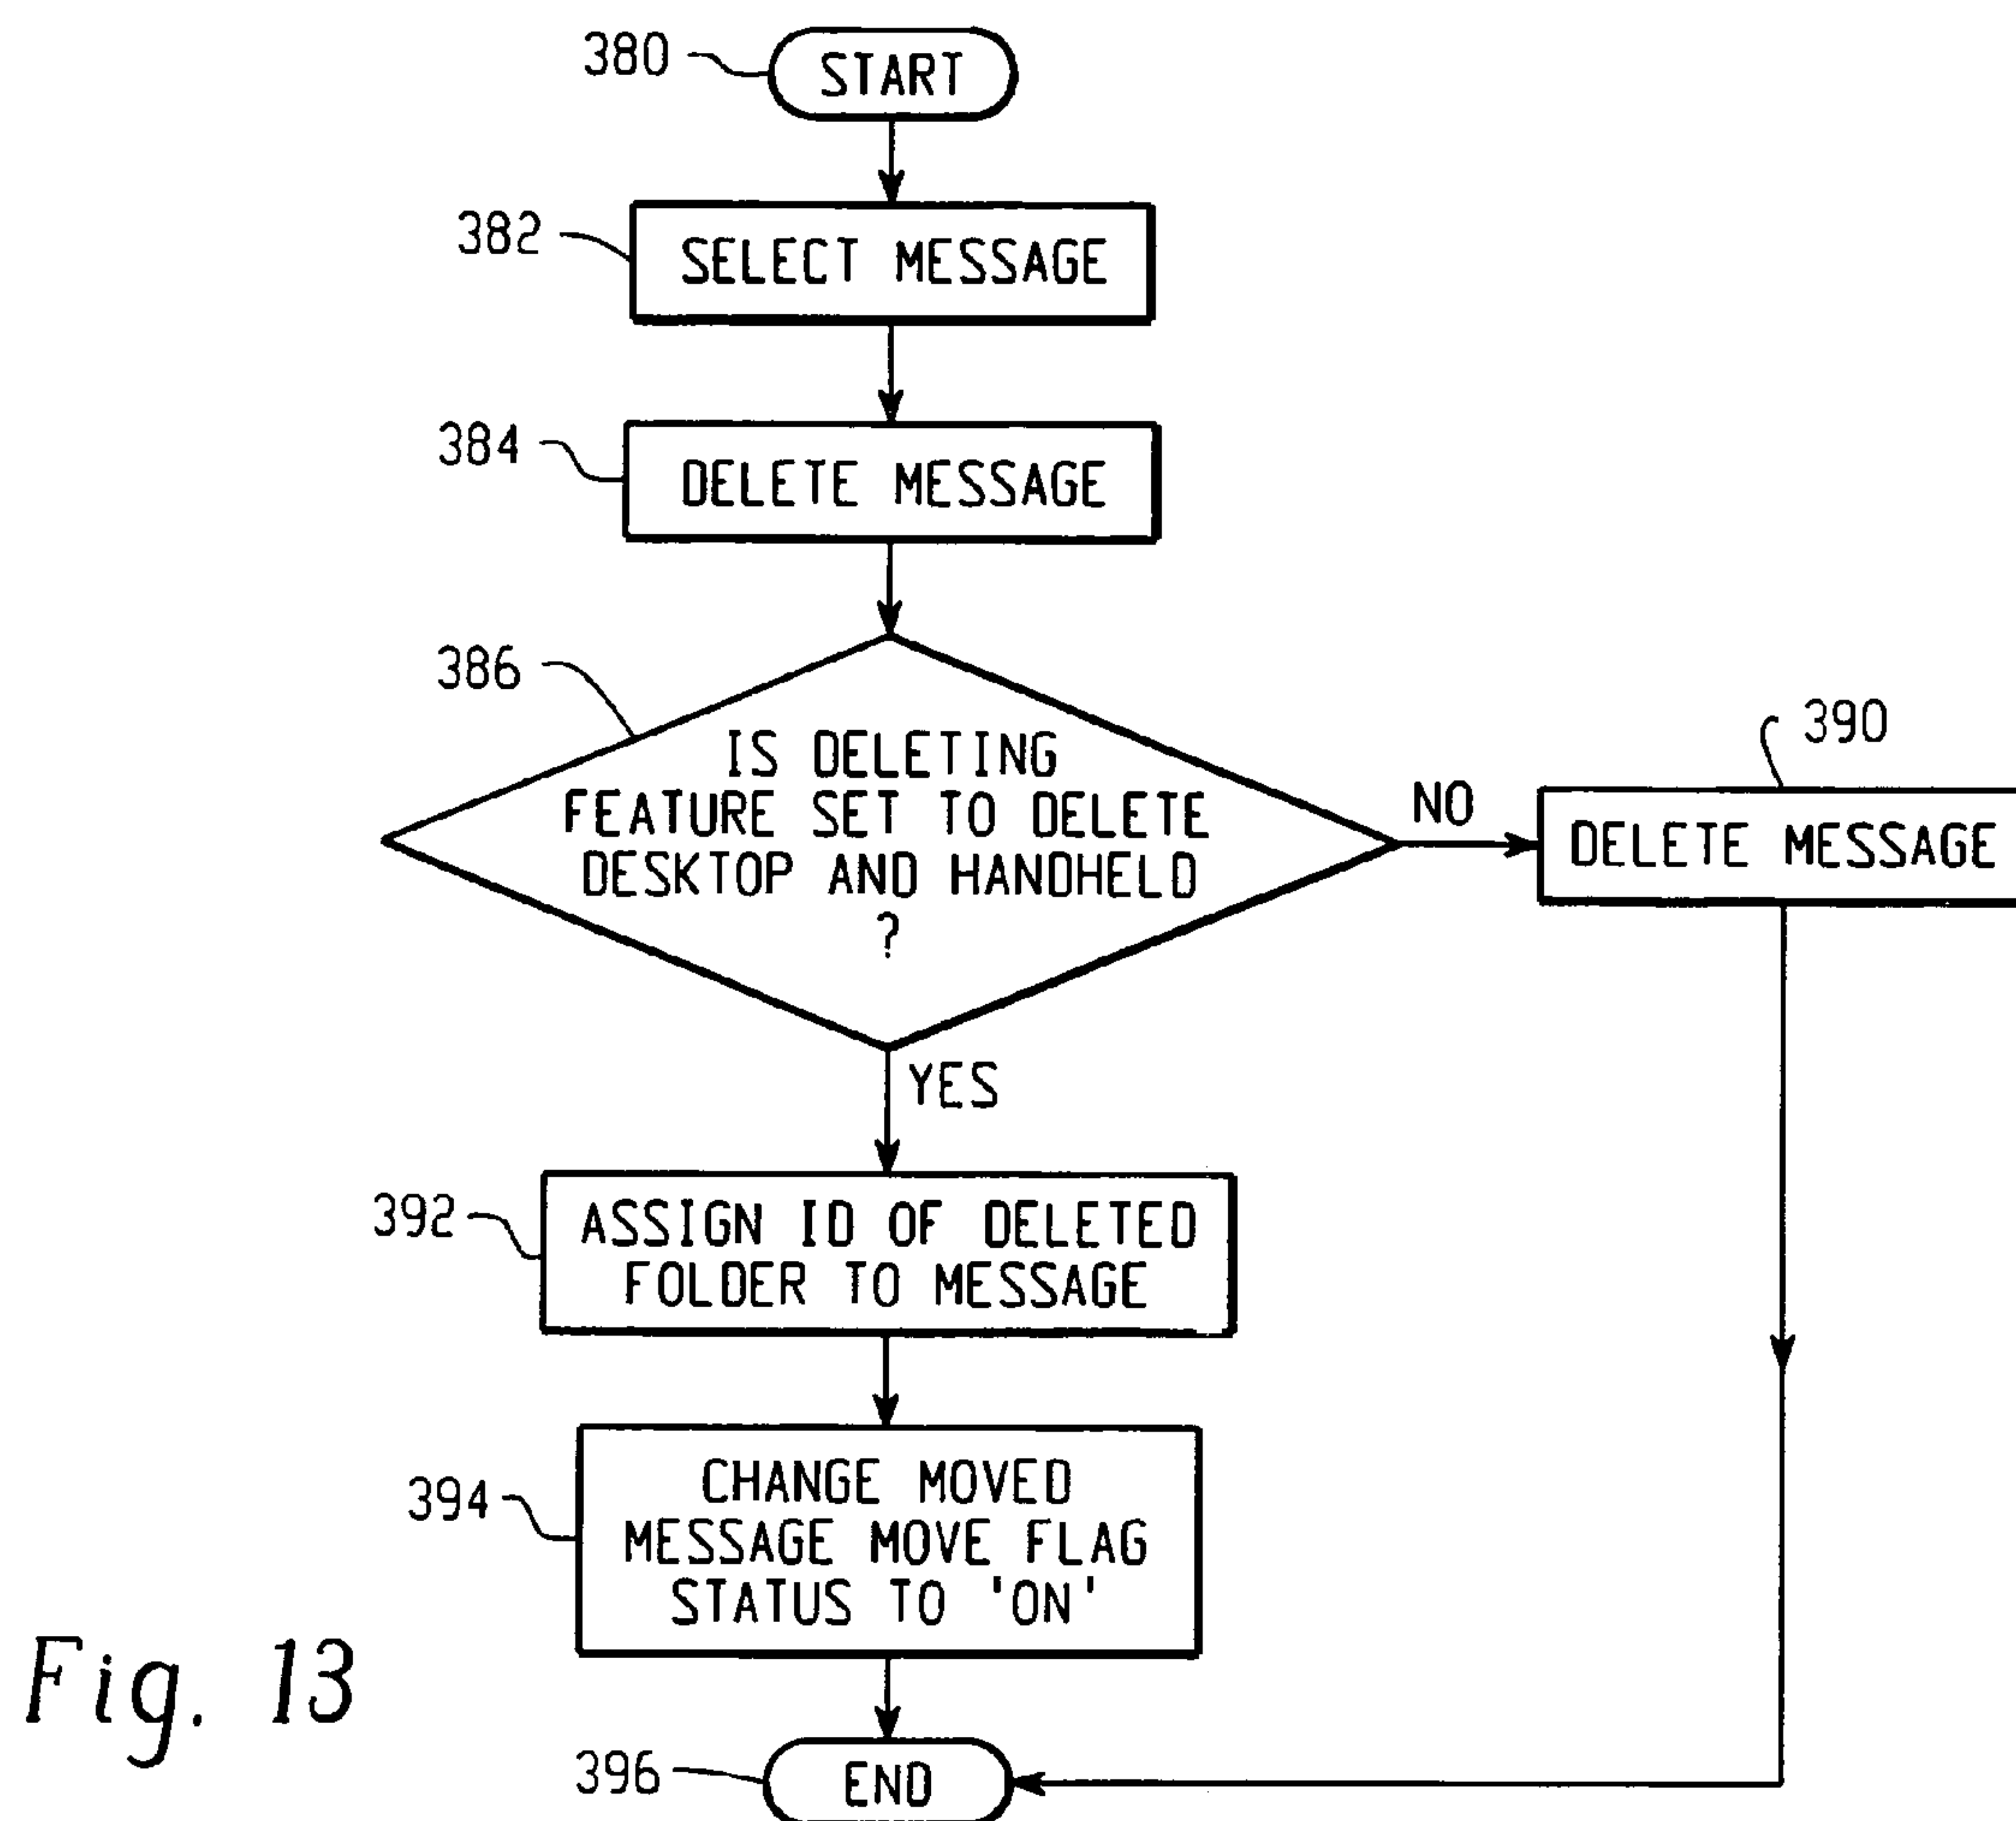 380
START
382
SELECT MESSAGE
384
DELETE MESSAGE
386
IS DELETING
FEATURE SET TO DELETE
DESKTOP AND HANDHELD
?
NO
390
DELETE MESSAGE
YES
392
ASSIGN ID OF DELETED
FOLDER TO MESSAGE
394
CHANGE MOVED
MESSAGE MOVE FLAG
STATUS TO 'ON'
396
END
Fig. 13